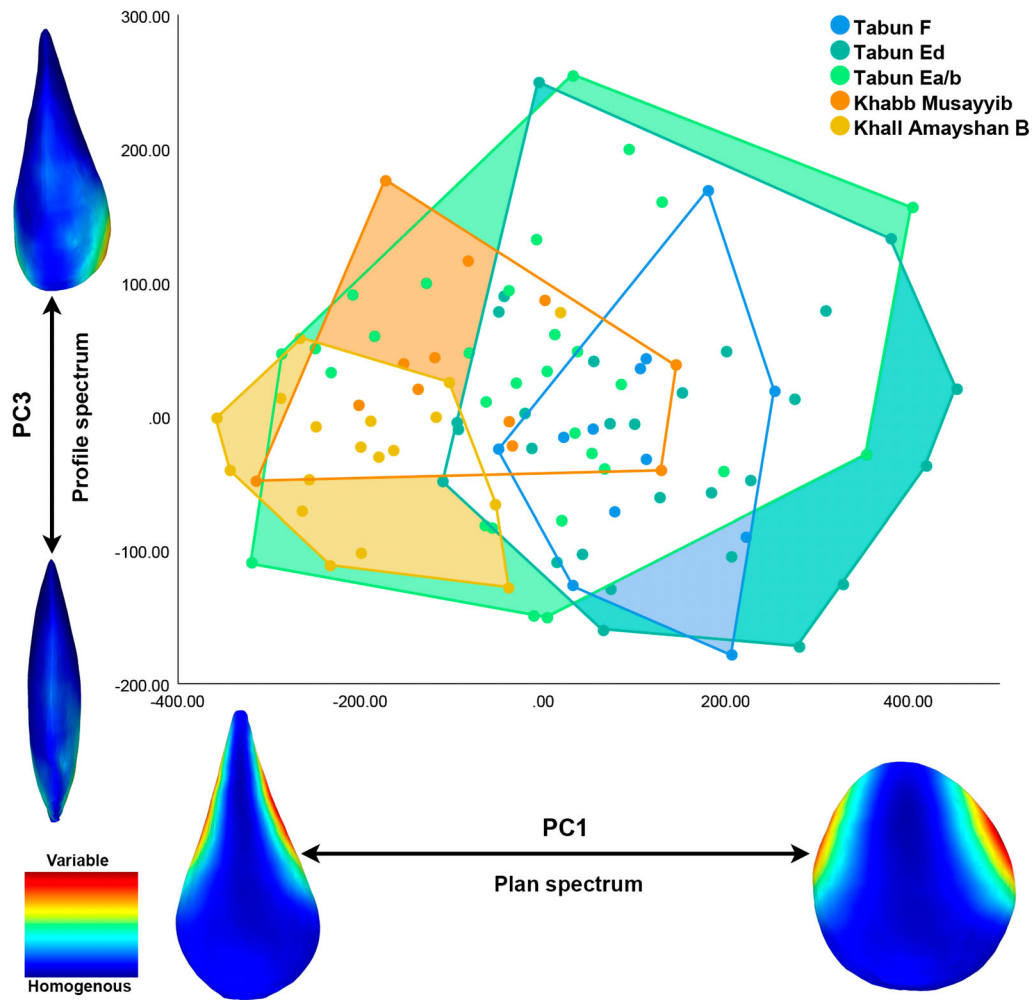 300.00
200.00
100.00
.00
-100.00
-200.00
-400.00
-200.00
.00
200.00
400.00
Tabun F
Tabun Ed
Tabun Ea/b
Khabb Musayyib
Khall Amayshan B
PC3
Profile spectrum
PC1
Plan spectrum
Variable
Homogenous